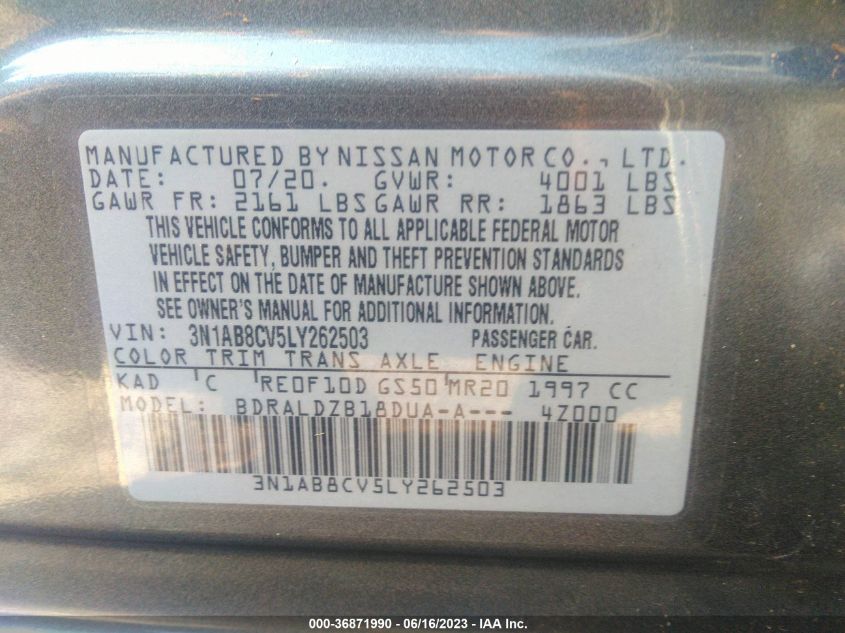 MANUFACTURED BY NISSAN MOTOR CO., LTD.
DATE: 07/20. GVWR: 4001 LBS
GAWR FR: 2161 LBS GAWR RR: 1863 LBS
THIS VEHICLE CONFORMS TO ALL APPLICABLE FEDERAL MOTOR
VEHICLE SAFETY, BUMPER AND THEFT PREVENTION STANDARDS
IN EFFECT ON THE DATE OF MANUFACTURE SHOWN ABOVE.
SEE OWNER'S MANUAL FOR ADDITIONAL INFORMATION.
VIN: 3N1AB8CV5LY262503 PASSENGER CAR.
COLOR TRIM TRANS AXLE ENGINE
KAD C RE0F10D GS50 MR20 1997 CC
MODEL: BDRALDZB18DUA-A--- 4Z000
3N1AB8CV5LY262503
000-36871990 - 06/16/2023 - IAA Inc.